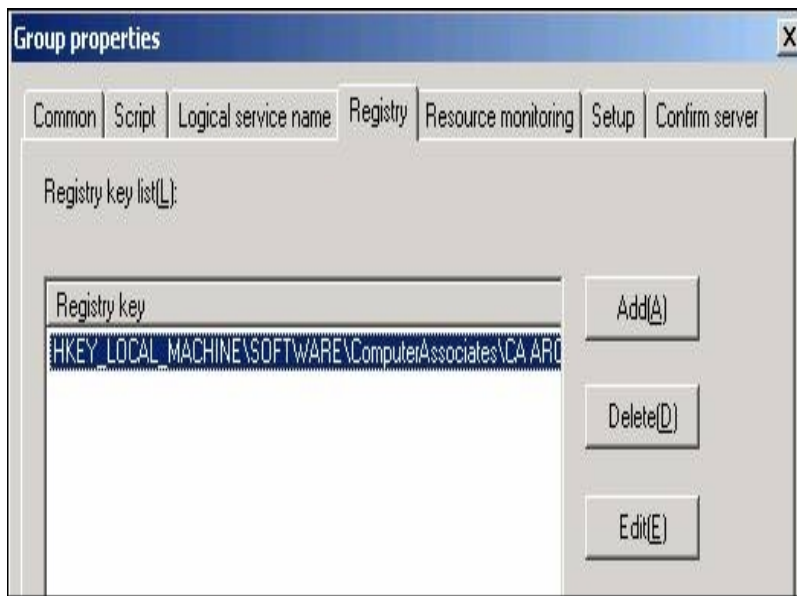 Group properties X
Common Script Logical service name Registry Resource monitoring Setup Confirm server
Registry key list(L):
Registry key
HKEY_LOCAL_MACHINE\SOFTWARE\ComputerAssociates\CA ARC
Add(A)
Delete(D)
Edit(E)